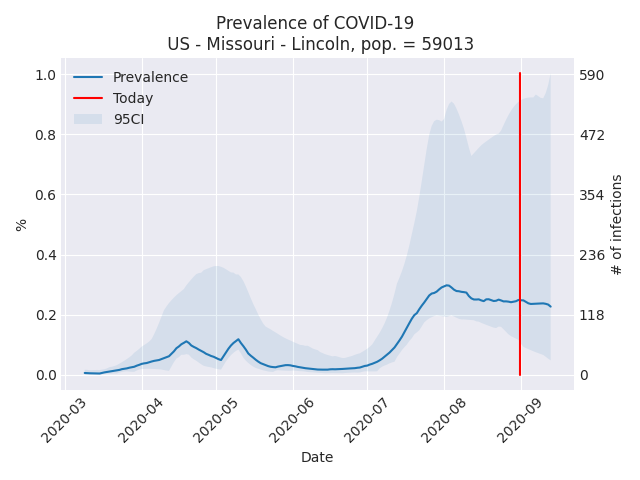 Prevalence of COVID-19
US - Missouri - Lincoln, pop. = 59013
Prevalence
Today
95CI
1.0
0.8
0.6
0.4
0.2
0.0
%
590
472
354
236
118
0
# of infections
2020-03
2020-04
2020-05
2020-06
2020-07
2020-08
2020-09
Date